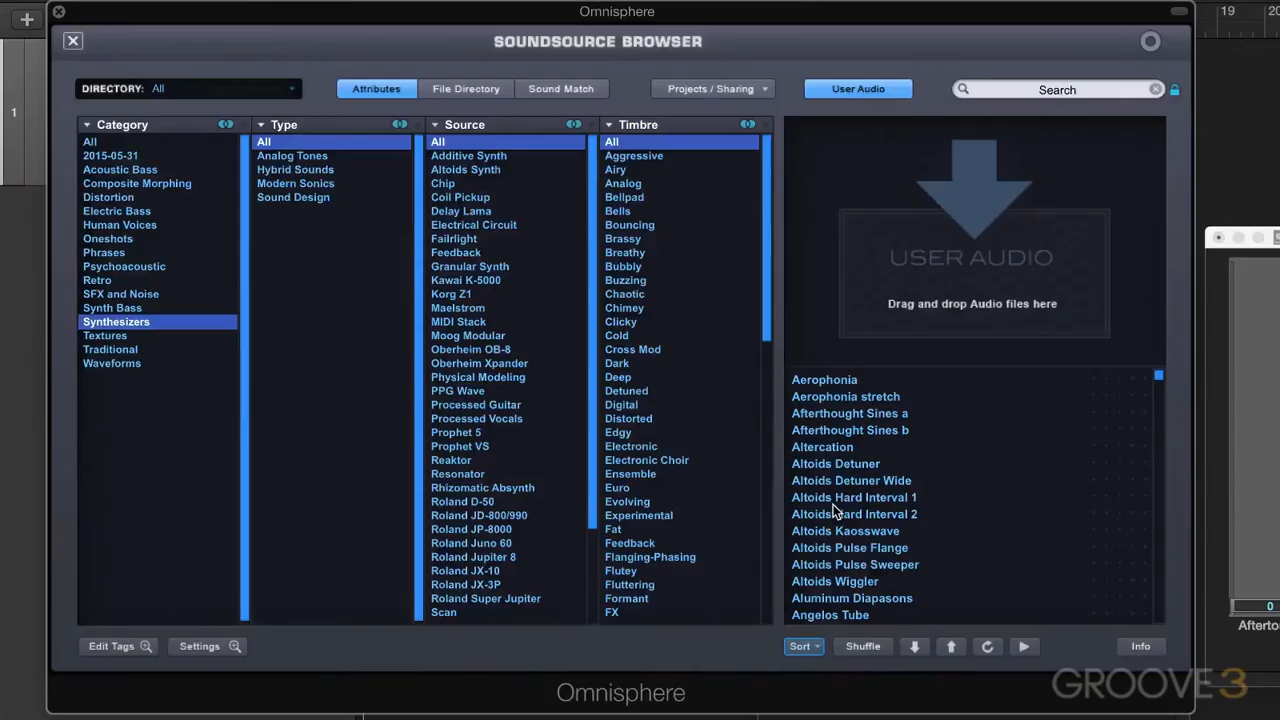 Omnisphere
19
20
SOUNDSOURCE BROWSER
DIRECTORY: All
Attributes
File Directory
Sound Match
Projects / Sharing
User Audio
Search
1
Category
All
2015-05-31
Acoustic Bass
Composite Morphing
Distortion
Electric Bass
Human Voices
Oneshots
Phrases
Psychoacoustic
Retro
SFX and Noise
Synth Bass
Synthesizers
Textures
Traditional
Waveforms
Type
All
Analog Tones
Hybrid Sounds
Modern Sonics
Sound Design
Source
All
Additive Synth
Altoids Synth
Chip
Coil Pickup
Delay Lama
Electrical Circuit
Failrlight
Feedback
Granular Synth
Kawai K-5000
Korg Z1
Maelstrom
MIDI Stack
Moog Modular
Oberheim OB-8
Oberheim Xpander
Physical Modeling
PPG Wave
Processed Guitar
Processed Vocals
Prophet 5
Prophet VS
Reaktor
Resonator
Rhizomatic Absynth
Roland D-50
Roland JD-800/990
Roland JP-8000
Roland Juno 60
Roland Jupiter 8
Roland JX-10
Roland JX-3P
Roland Super Jupiter
Scan
Timbre
All
Aggressive
Airy
Analog
Bellpad
Bells
Bouncing
Brassy
Breathy
Bubbly
Buzzing
Chaotic
Chimey
Clicky
Cold
Cross Mod
Dark
Deep
Detuned
Digital
Distorted
Edgy
Electronic
Electronic Choir
Ensemble
Euro
Evolving
Experimental
Fat
Feedback
Flanging-Phasing
Flutey
Fluttering
Formant
FX
USER AUDIO
Drag and drop Audio files here
Aerophonia
Aerophonia stretch
Afterthought Sines a
Afterthought Sines b
Altercation
Altoids Detuner
Altoids Detuner Wide
Altoids Hard Interval 1
Altoids Hard Interval 2
Altoids Kaosswave
Altoids Pulse Flange
Altoids Pulse Sweeper
Altoids Wiggler
Aluminum Diapasons
Angelos Tube
0
Afterto
Edit Tags
Settings
Sort
Shuffle
Info
Omnisphere
GROOVE3